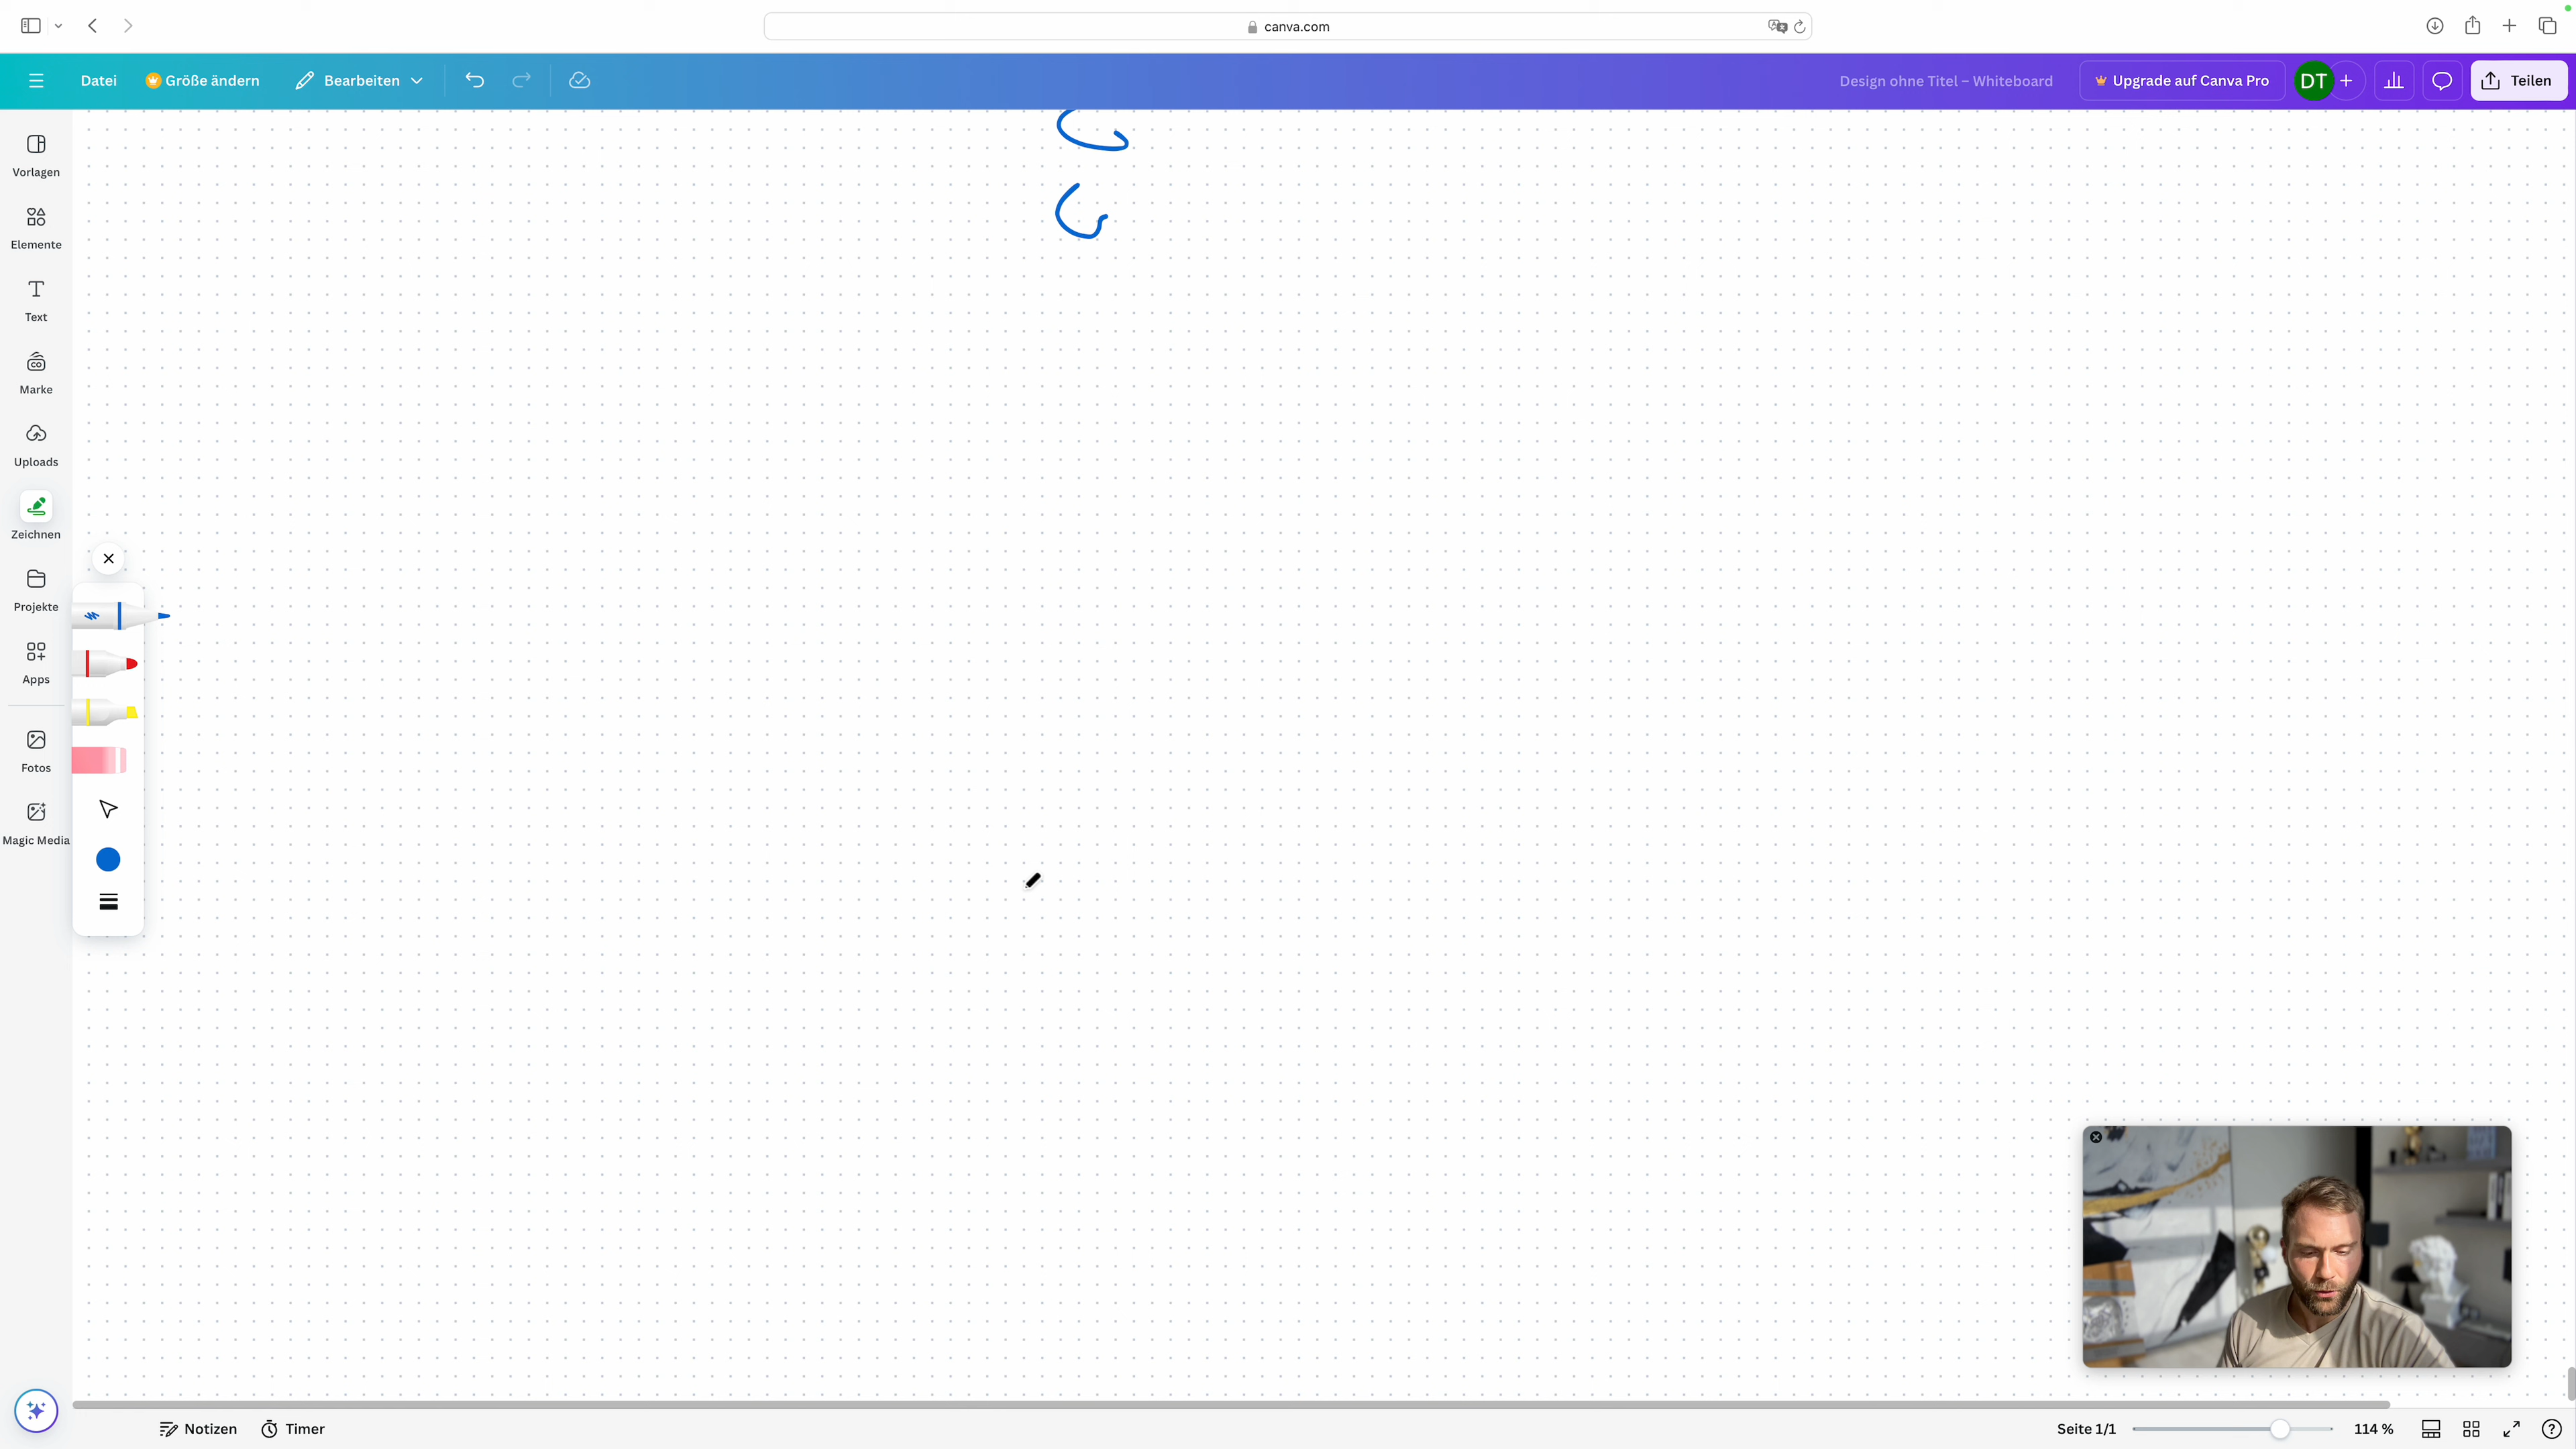 canva.com
Datei Größe ändern Bearbeiten Design ohne Titel – Whiteboard Upgrade auf Canva Pro DT Teilen
Vorlagen
Elemente
Text
CO
Marke
Uploads
Zeichnen
Projekte
Apps
Fotos
Magic Media
Notizen Timer Seite 1/1 114 %